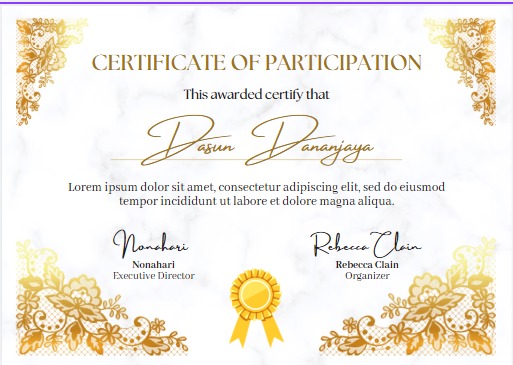 CERTIFICATE OF PARTICIPATION
This awarded certify that
Dasun Dananjaya
Lorem ipsum dolor sit amet, consectetur adipiscing elit, sed do eiusmod
tempor incididunt ut labore et dolore magna aliqua.
Nonahari
Nonahari
Executive Director
Rebecca Clain
Rebecca Clain
Organizer